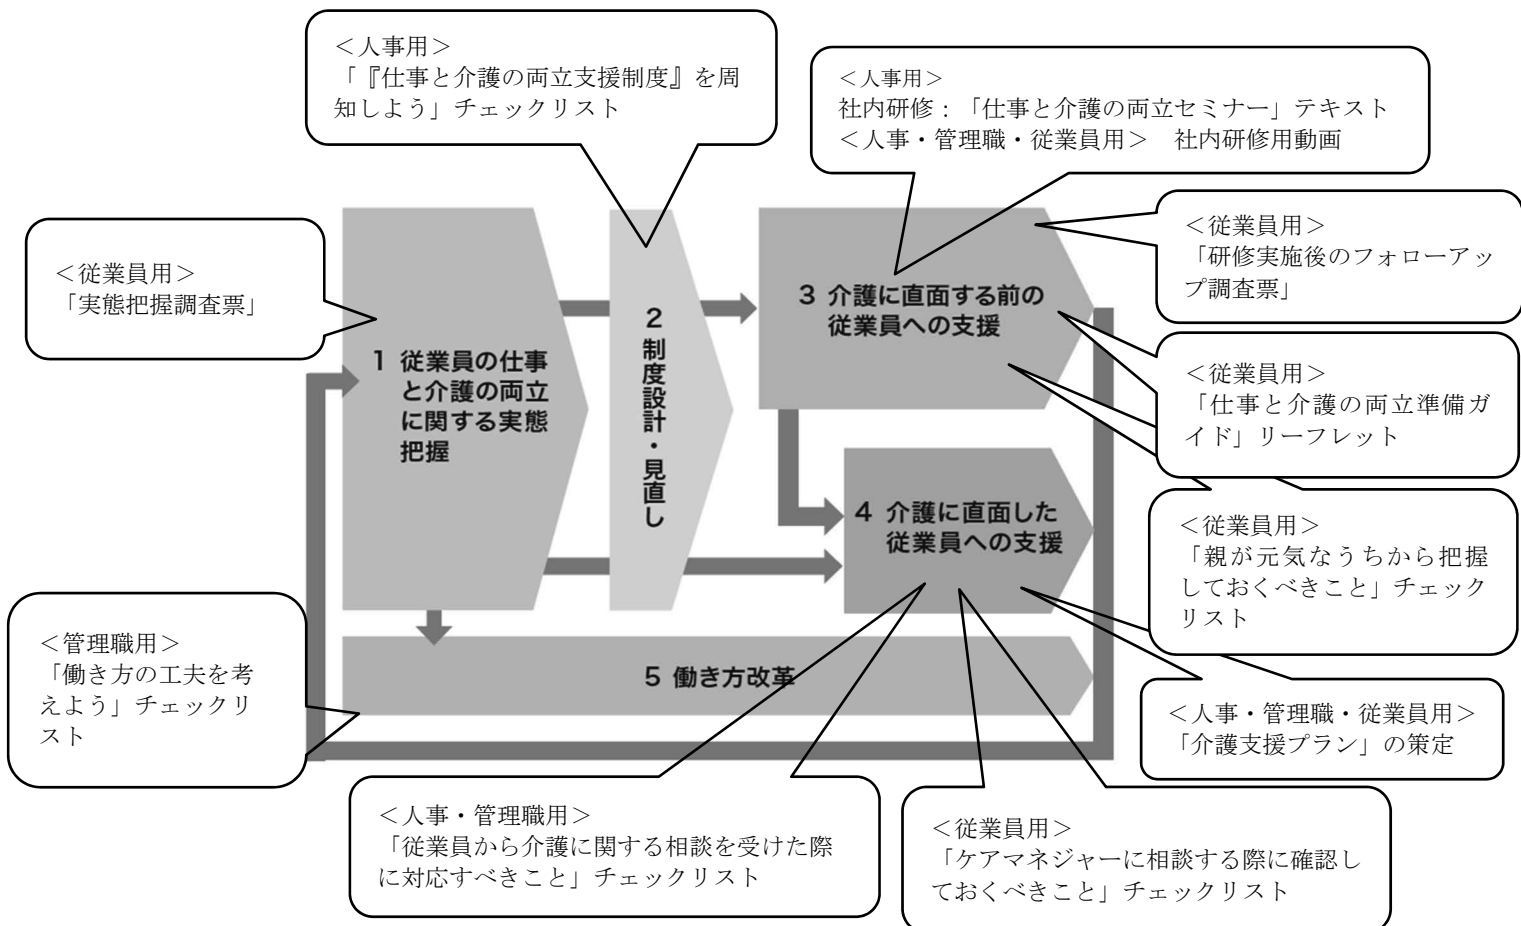 ＜人事用＞
「『仕事と介護の両立支援制度』を周
知しよう」チェックリスト
＜人事用＞
社内研修：「仕事と介護の両立セミナー」テキスト
＜人事・管理職・従業員用＞　社内研修用動画
＜従業員用＞
「実態把握調査票」
＜従業員用＞
「研修実施後のフォローアッ
プ調査票」
1 従業員の仕事
と介護の両立
に関する実態
把握
2 制度設計・見直し
3 介護に直面する前の
従業員への支援
＜従業員用＞
「仕事と介護の両立準備ガ
イド」リーフレット
4 介護に直面した
従業員への支援
＜従業員用＞
「親が元気なうちから把握
しておくべきこと」チェック
リスト
＜管理職用＞
「働き方の工夫を考
えよう」チェックリ
スト
5 働き方改革
＜人事・管理職・従業員用＞
「介護支援プラン」の策定
＜人事・管理職用＞
「従業員から介護に関する相談を受けた際
に対応すべきこと」チェックリスト
＜従業員用＞
「ケアマネジャーに相談する際に確認し
ておくべきこと」チェックリスト